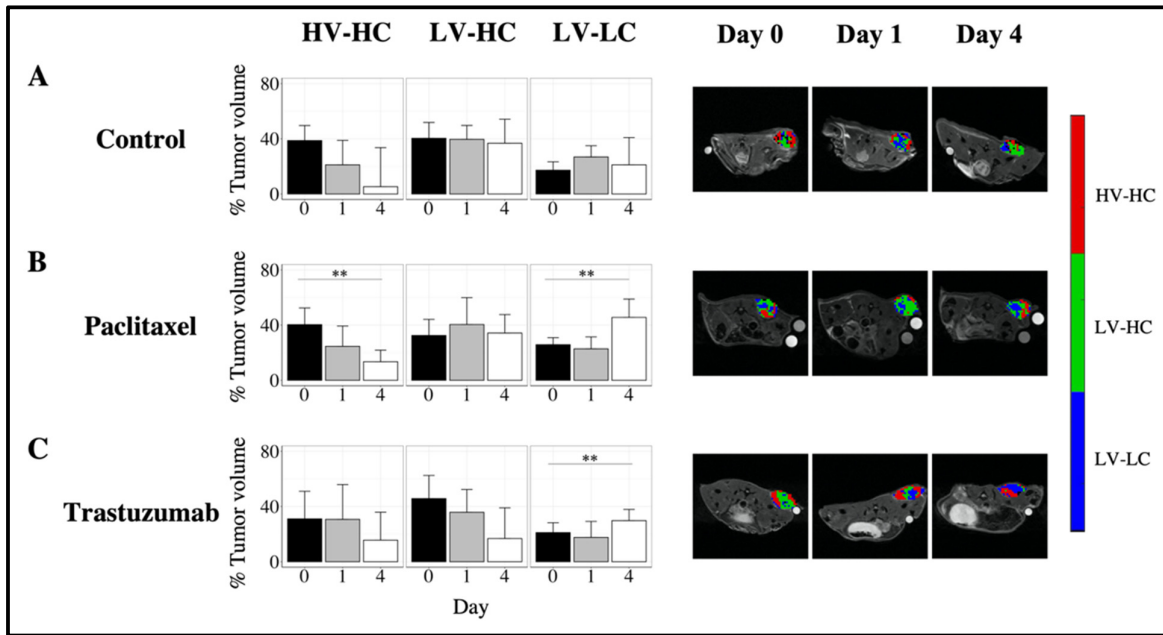 HV-HC LV-HC LV-LC Day 0 Day 1 Day 4
A
Control
% Tumor volume
80
40
0
0 1 4 0 1 4 0 1 4
B
Paclitaxel
% Tumor volume
80
40
0
** **
0 1 4 0 1 4 0 1 4
C
Trastuzumab
% Tumor volume
80
40
0
**
0 1 4 0 1 4 0 1 4
Day
HV-HC
LV-HC
LV-LC